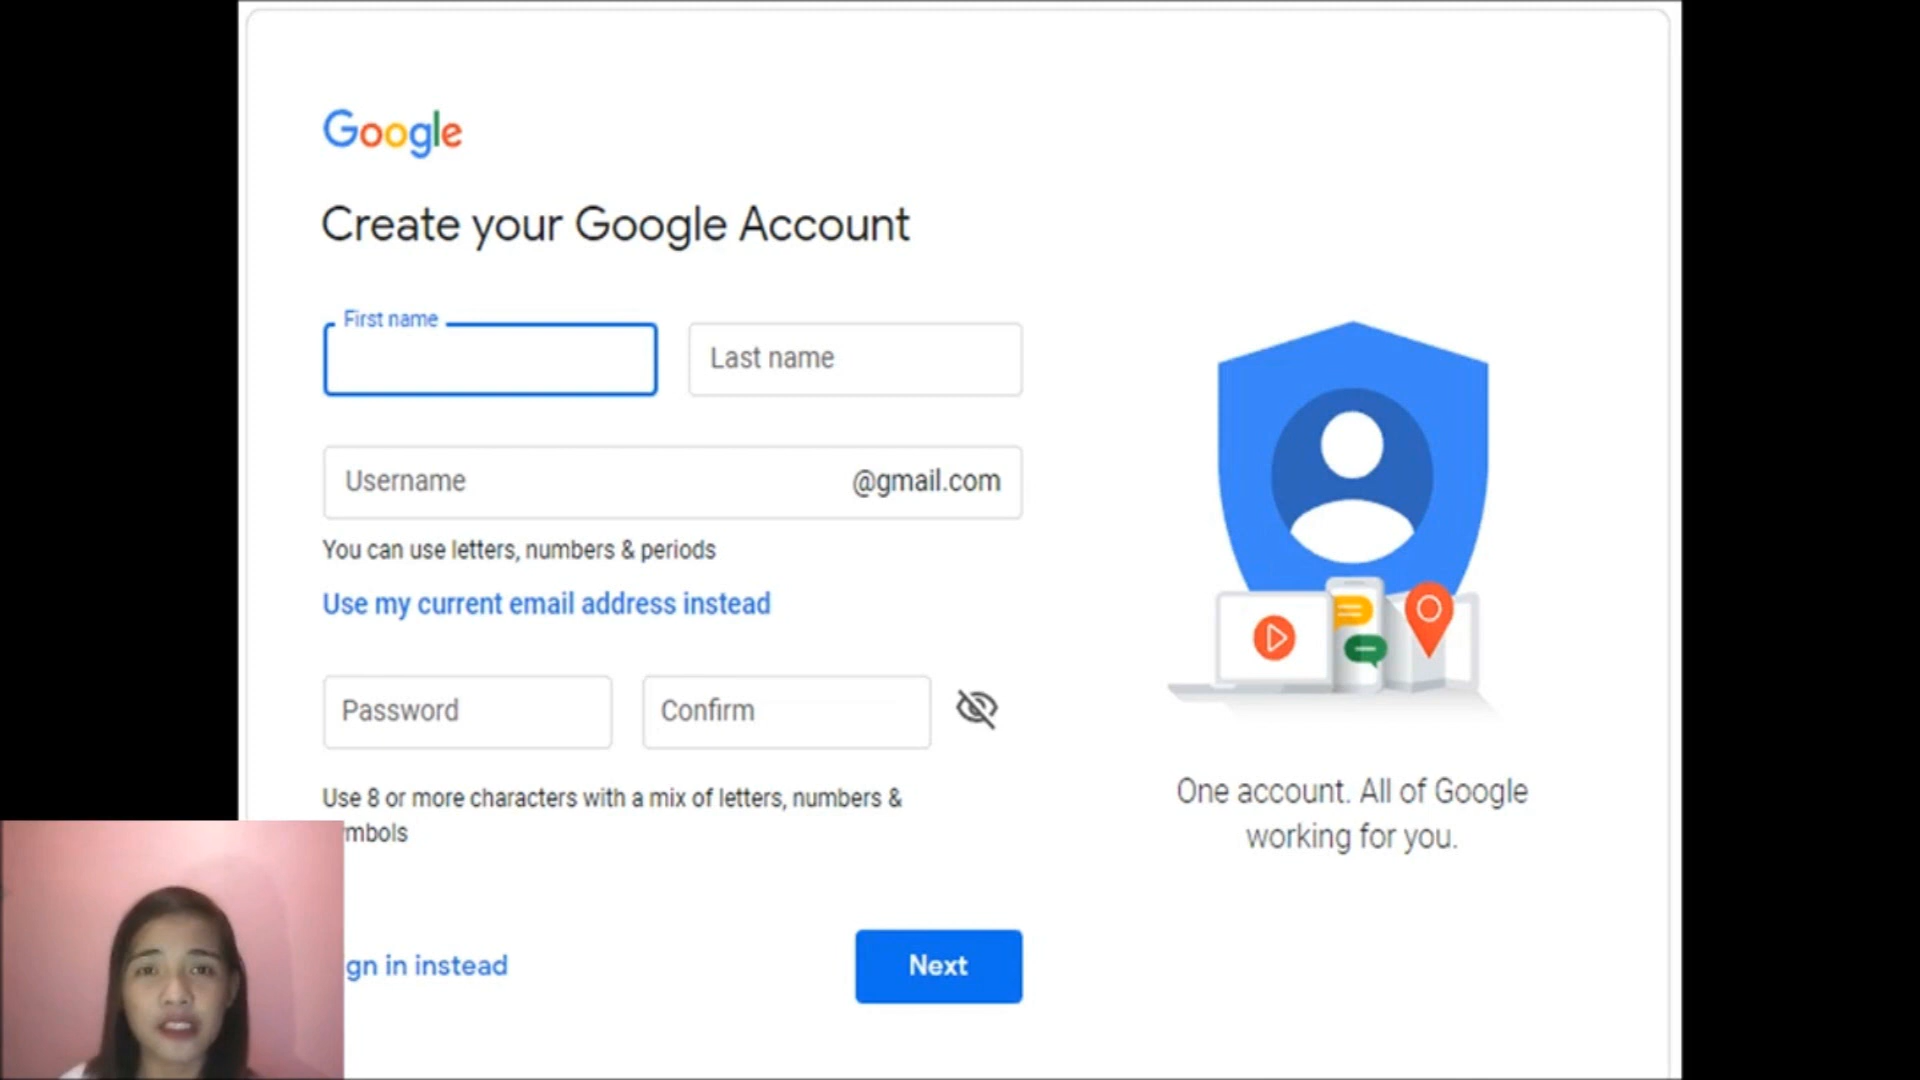 Google
Create your Google Account
First name
Last name
Username
@gmail.com
You can use letters, numbers & periods
Use my current email address instead
Password
Confirm
Use 8 or more characters with a mix of letters, numbers &
mbols
One account. All of Google
working for you.
gn in instead
Next